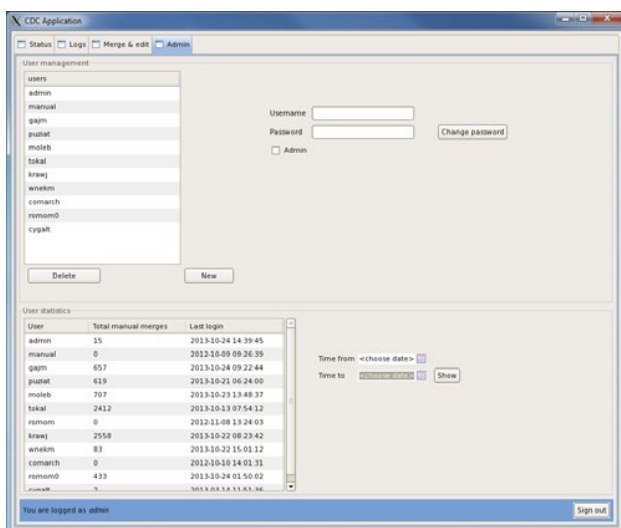 CDC Application
Status Logs Merge & edit Admin
User management
users
admin
manual
gajm
puziat
moleb
tokal
krawj
wnekm
comarch
romom0
cygalt
Username
Password Change password
Admin
Delete New
User statistics
User Total manual merges Last login
admin 15 2013-10-24 14:39:45
manual 0 2012-10-09 09:26:39
gajm 657 2013-10-24 09:22:44
puziat 619 2013-10-21 06:24:00
moleb 707 2013-10-23 13:48:37
tokal 2412 2013-10-13 07:54:12
romom 0 2012-11-08 13:24:03
krawj 2558 2013-10-22 08:23:42
wnekm 83 2013-10-22 15:01:12
comarch 0 2012-10-10 14:01:31
romom0 433 2013-10-24 01:50:02
cygalt 2013-03-14 11:51:36
Time from <choose date>
Time to <choose date> Show
You are logged as admin Sign out